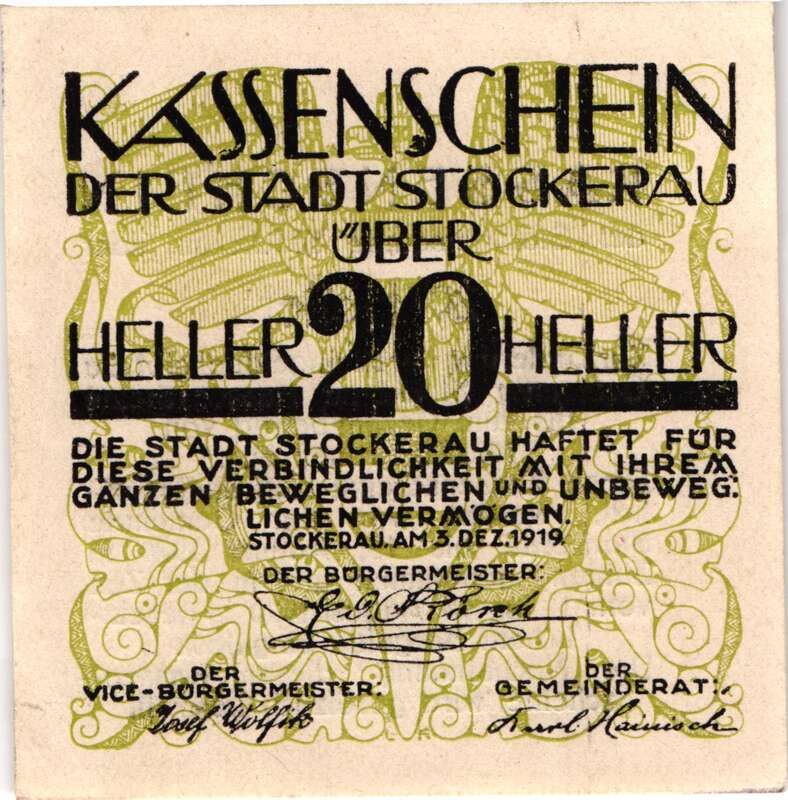 KASSENSCHEIN
DER STADT STOCKERAU
ÜBER
HELLER 20 HELLER
DIE STADT STOCKERAU HAFTET FÜR
DIESE VERBINDLICHKEIT MIT IHREM
GANZEN BEWEGLICHEN UND UNBEWEG:
LICHEN VERMÖGEN.
STOCKERAU. AM 3. DEZ. 1919.
DER BÜRGERMEISTER:
DER
VICE-BÜRGERMEISTER:
Josef Wolfik
DER
GEMEINDERAT:
Karl Hanisch